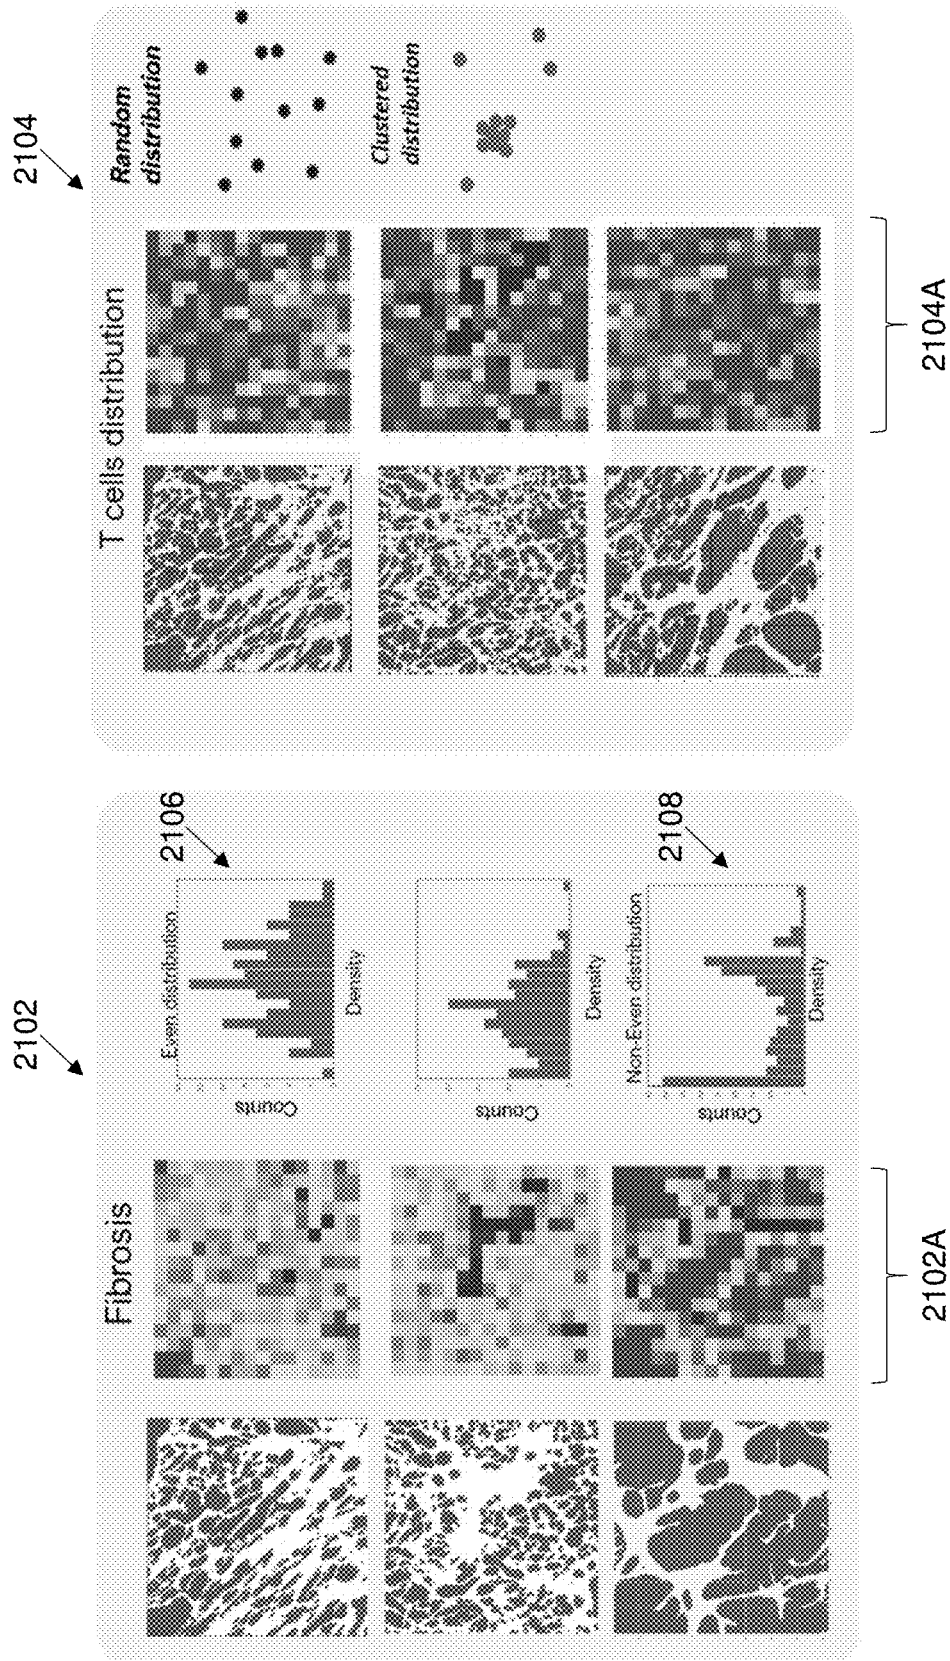 2102
Fibrosis
Even distribution
Counts
Density
2106
Counts
Density
Non-Even distribution
Counts
Density
2108
2102A
2104
T cells distribution
Random
distribution
Clustered
distribution
2104A